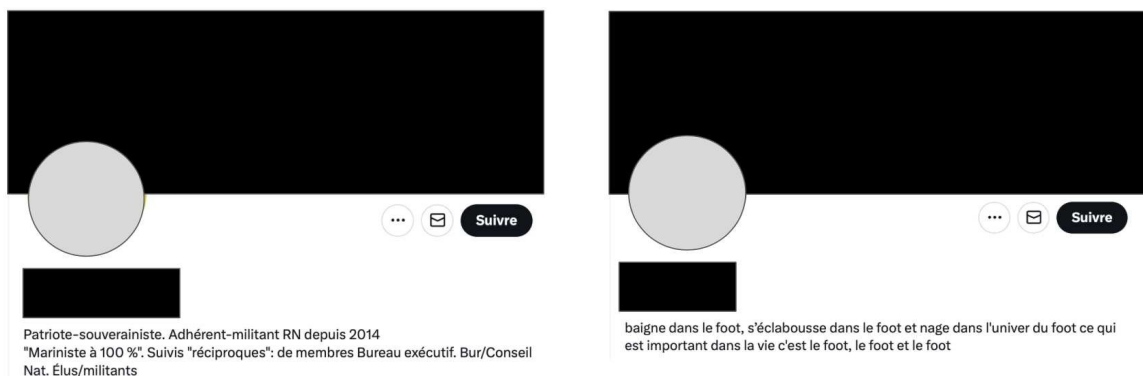 Suivre
Patriote-souverainiste. Adhérent-militant RN depuis 2014
"Mariniste à 100 %". Suivis "réciproques": de membres Bureau exécutif. Bur/Conseil
Nat. Élus/militants
Suivre
baigne dans le foot, s'éclabousse dans le foot et nage dans l'univer du foot ce qui
est important dans la vie c'est le foot, le foot et le foot